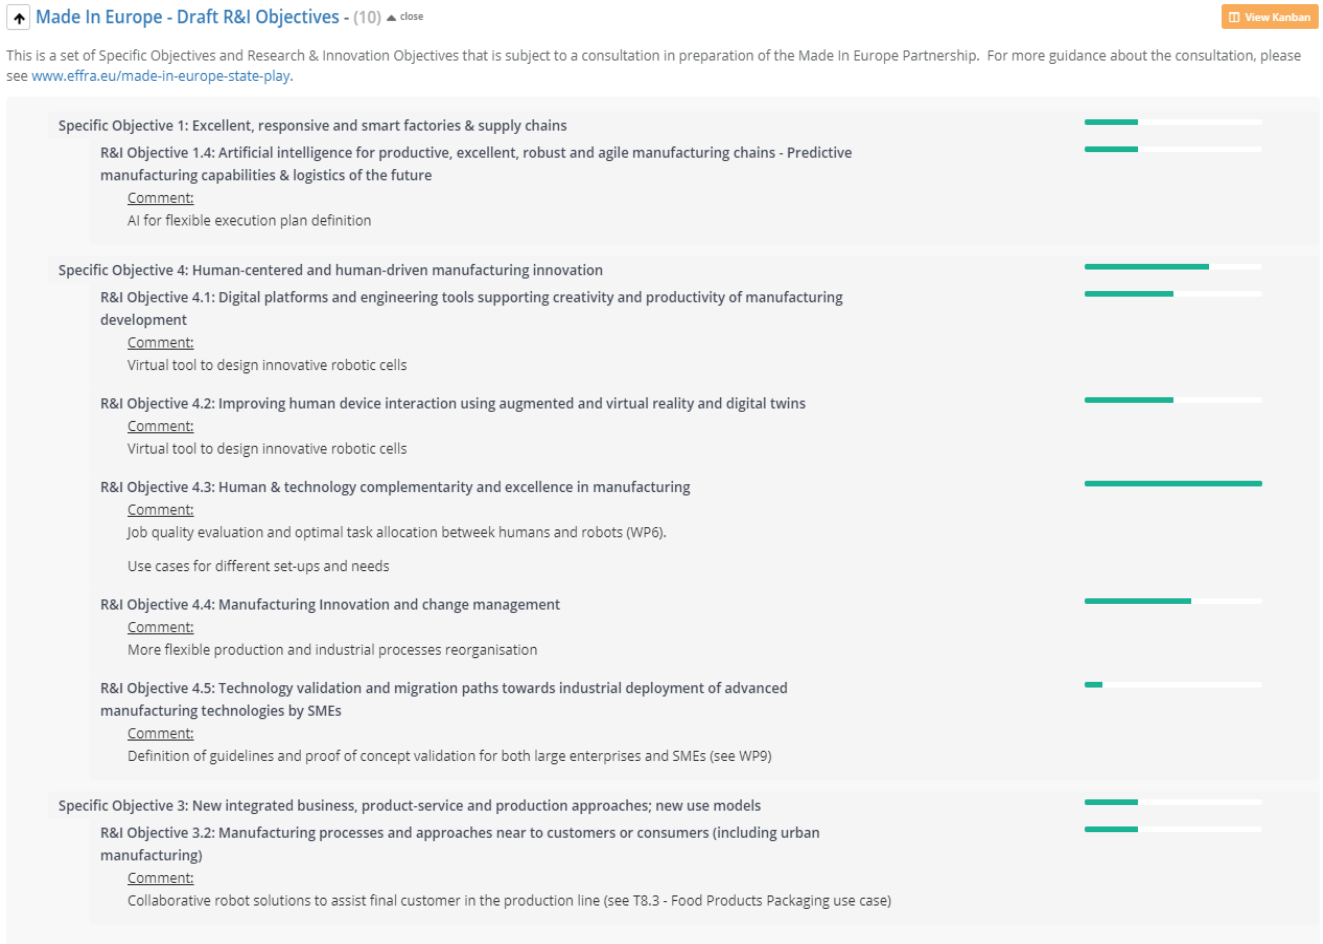 Made In Europe - Draft R&I Objectives - (10) close
View Kanban
This is a set of Specific Objectives and Research & Innovation Objectives that is subject to a consultation in preparation of the Made In Europe Partnership.  For more guidance about the consultation, please
see www.effra.eu/made-in-europe-state-play.
Specific Objective 1: Excellent, responsive and smart factories & supply chains
R&I Objective 1.4: Artificial intelligence for productive, excellent, robust and agile manufacturing chains - Predictive
manufacturing capabilities & logistics of the future
Comment:
AI for flexible execution plan definition
Specific Objective 4: Human-centered and human-driven manufacturing innovation
R&I Objective 4.1: Digital platforms and engineering tools supporting creativity and productivity of manufacturing
development
Comment:
Virtual tool to design innovative robotic cells
R&I Objective 4.2: Improving human device interaction using augmented and virtual reality and digital twins
Comment:
Virtual tool to design innovative robotic cells
R&I Objective 4.3: Human & technology complementarity and excellence in manufacturing
Comment:
Job quality evaluation and optimal task allocation betweek humans and robots (WP6).
Use cases for different set-ups and needs
R&I Objective 4.4: Manufacturing Innovation and change management
Comment:
More flexible production and industrial processes reorganisation
R&I Objective 4.5: Technology validation and migration paths towards industrial deployment of advanced
manufacturing technologies by SMEs
Comment:
Definition of guidelines and proof of concept validation for both large enterprises and SMEs (see WP9)
Specific Objective 3: New integrated business, product-service and production approaches; new use models
R&I Objective 3.2: Manufacturing processes and approaches near to customers or consumers (including urban
manufacturing)
Comment:
Collaborative robot solutions to assist final customer in the production line (see T8.3 - Food Products Packaging use case)